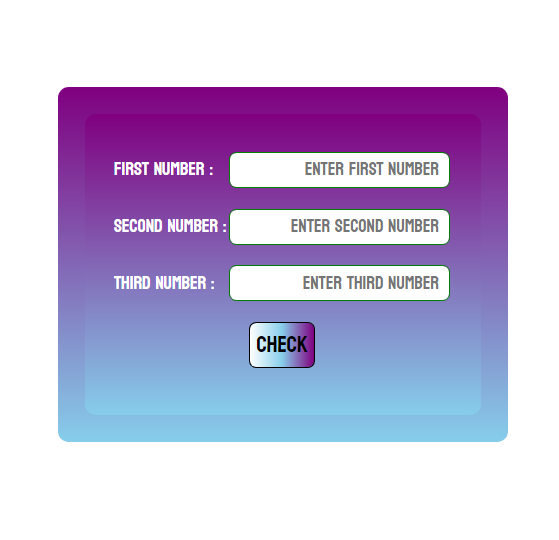 FIRST NUMBER : ENTER FIRST NUMBER
SECOND NUMBER : ENTER SECOND NUMBER
THIRD NUMBER : ENTER THIRD NUMBER
CHECK